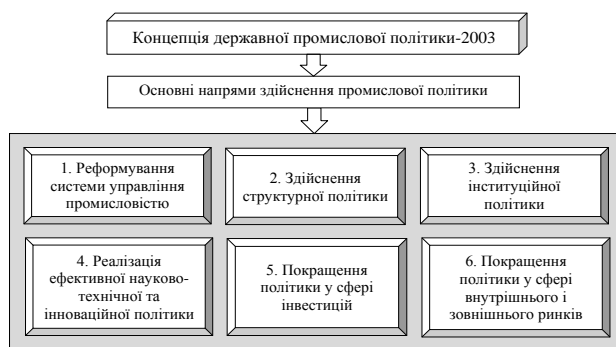 Концепція державної промислової політики-2003
Основні напрями здійснення промислової політики
1. Реформування
системи управління
промисловістю
2. Здійснення
структурної політики
3. Здійснення
інституційної
політики
4. Реалізація
ефективної науково-
технічної та
інноваційної політики
5. Покращення
політики у сфері
інвестицій
6. Покращення
політики у сфері
внутрішнього і
зовнішнього ринків